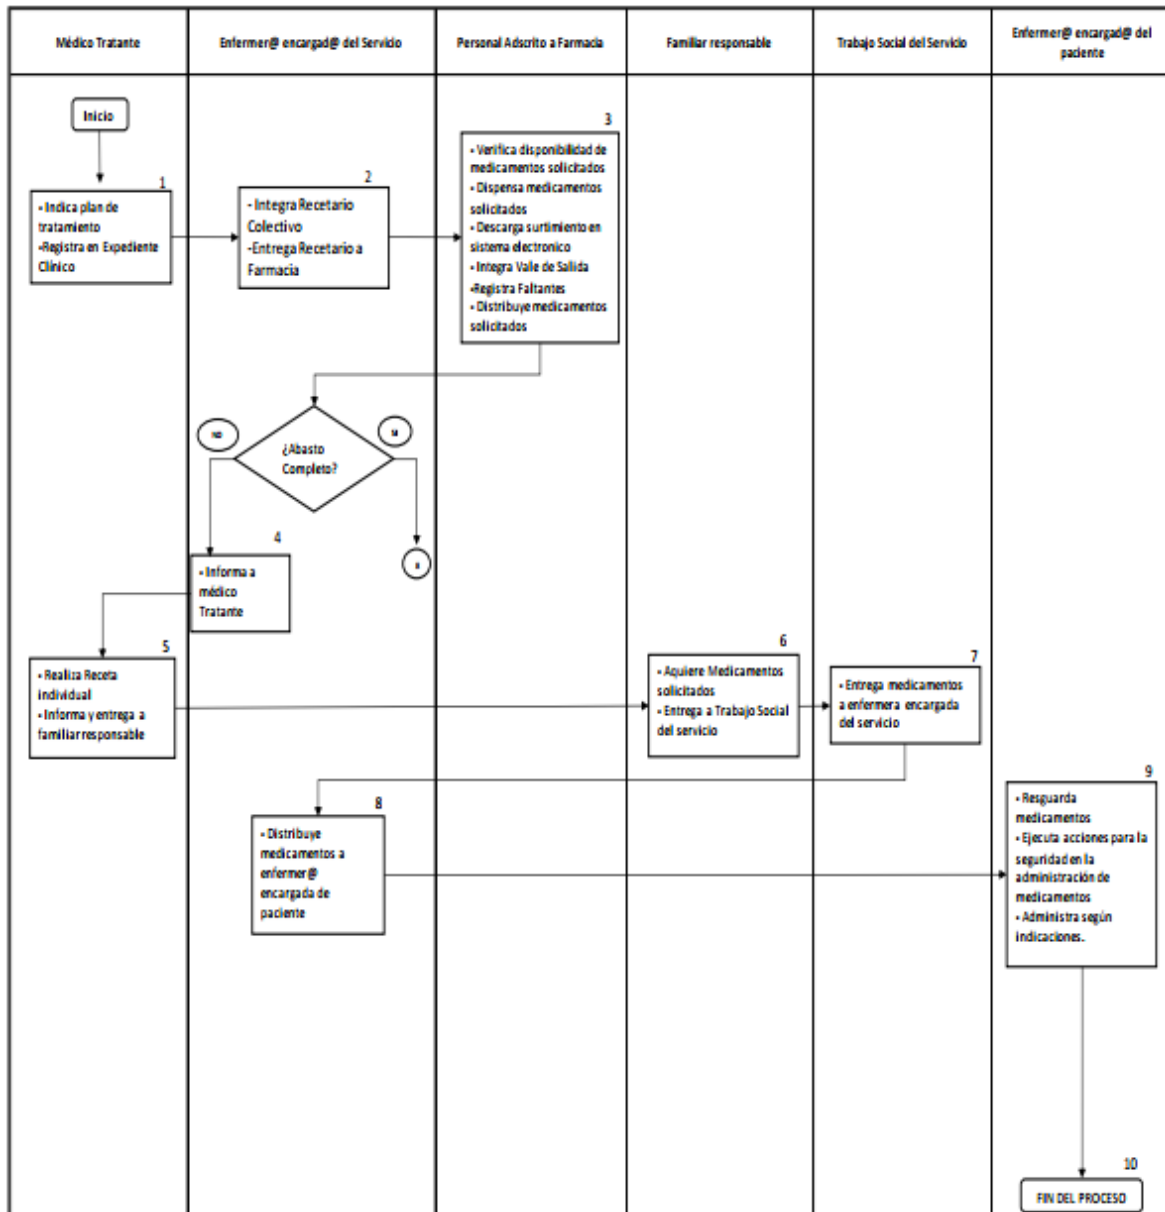 Médico Tratante
Enfermer@ encargad@ del Servicio
Personal Adscrito a Farmacia
Familiar responsable
Trabajo Social del Servicio
Enfermer@ encargad@ del
paciente
Inicio
1
- Indica plan de
tratamiento
-Registra en Expediente
Clínico
2
- Integra Recetario
Colectivo
-Entrega Recetario a
Farmacia
3
- Verifica disponibilidad de
medicamentos solicitados
- Dispensa medicamentos
solicitados
- Descarga surtimiento en
sistema electronico
- Integra Vale de Salida
-Registra Faltantes
- Distribuye medicamentos
solicitados
NO
SI
¿Abasto
Completo?
4
- Informa a
médico
Tratante
5
- Realiza Receta
individual
- Informa y entrega a
familiar responsable
6
- Aquiere Medicamentos
solicitados
- Entrega a Trabajo Social
del servicio
7
- Entrega medicamentos
a enfermera encargada
del servicio
8
- Distribuye
medicamentos a
enfermer@
encargada de
paciente
9
- Resguarda
medicamentos
- Ejecuta acciones para la
seguridad en la
administración de
medicamentos
- Administra según
indicaciones.
10
FIN DEL PROCESO